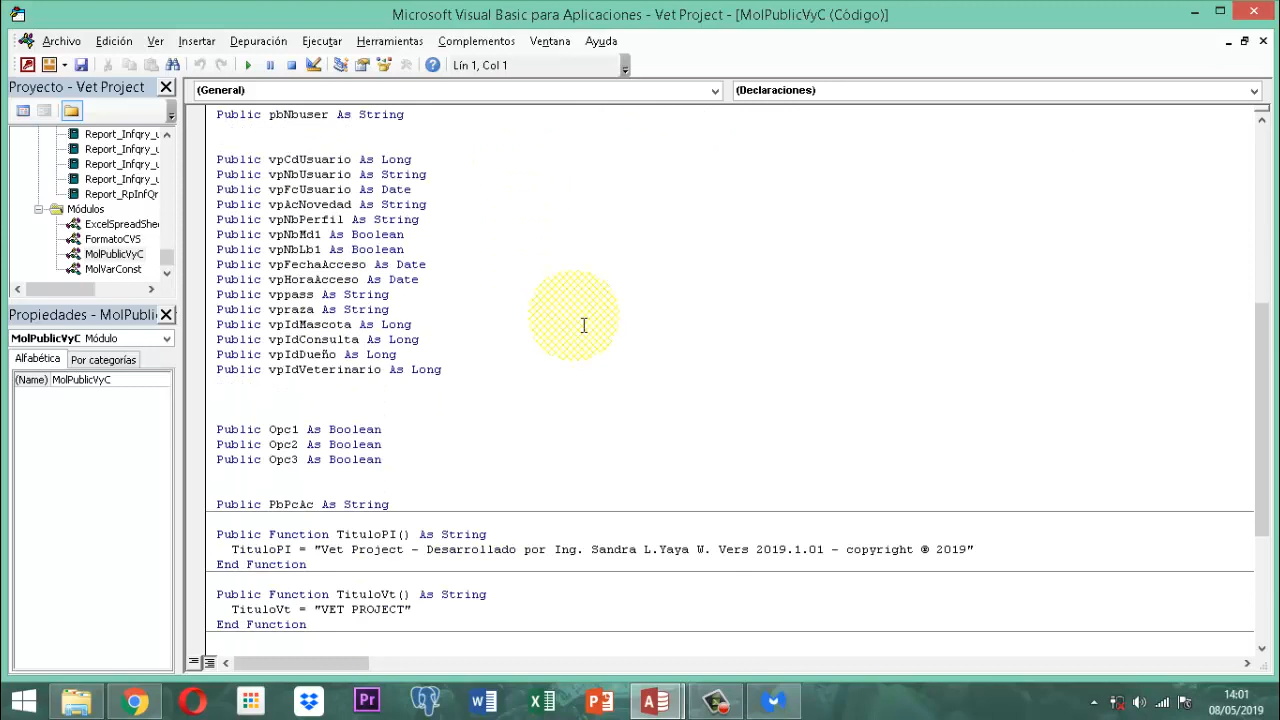 Microsoft Visual Basic para Aplicaciones - Vet Project - [MolPublicVyC (Código)]
Archivo Edición Ver Insertar Depuración Ejecutar Herramientas Complementos Ventana Ayuda
Lín 1, Col 1
Proyecto - Vet Project
(General)
(Declaraciones)
Report_Infqry_u
Report_Infqry_u
Report_Infqry_u
Report_Infqry_u
Report_RpInfQr
Módulos
ExcelSpreadShe
FormatoCVS
MolPublicVyC
MolVarConst
Propiedades - MolPubli
MolPublicVyC Módulo
Alfabética Por categorías
(Name) MolPublicVyC
Public pbNbuser As String
Public vpCdUsuario As Long
Public vpNbUsuario As String
Public vpFcUsuario As Date
Public vpAcNovedad As String
Public vpNbPerfil As String
Public vpNbMd1 As Boolean
Public vpNbLb1 As Boolean
Public vpFechaAcceso As Date
Public vpHoraAcceso As Date
Public vppass As String
Public vpraza As String
Public vpIdMascota As Long
Public vpIdConsulta As Long
Public vpIdDueño As Long
Public vpIdVeterinario As Long
Public Opc1 As Boolean
Public Opc2 As Boolean
Public Opc3 As Boolean
Public PbPcAc As String
Public Function TituloPI() As String
TituloPI = "Vet Project - Desarrollado por Ing. Sandra L.Yaya W. Vers 2019.1.01 - copyright ® 2019"
End Function
Public Function TituloVt() As String
TituloVt = "VET PROJECT"
End Function
14:01
08/05/2019